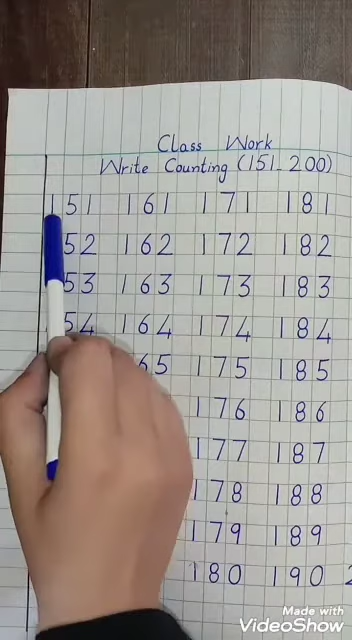 Class Work
Write Counting (151-200)
151 161 171 181
52 162 172 182
53 163 173 183
54 164 174 184
65 175 185
176 186
177 187
178 188
179 189
180 190
Made with
VideoShow